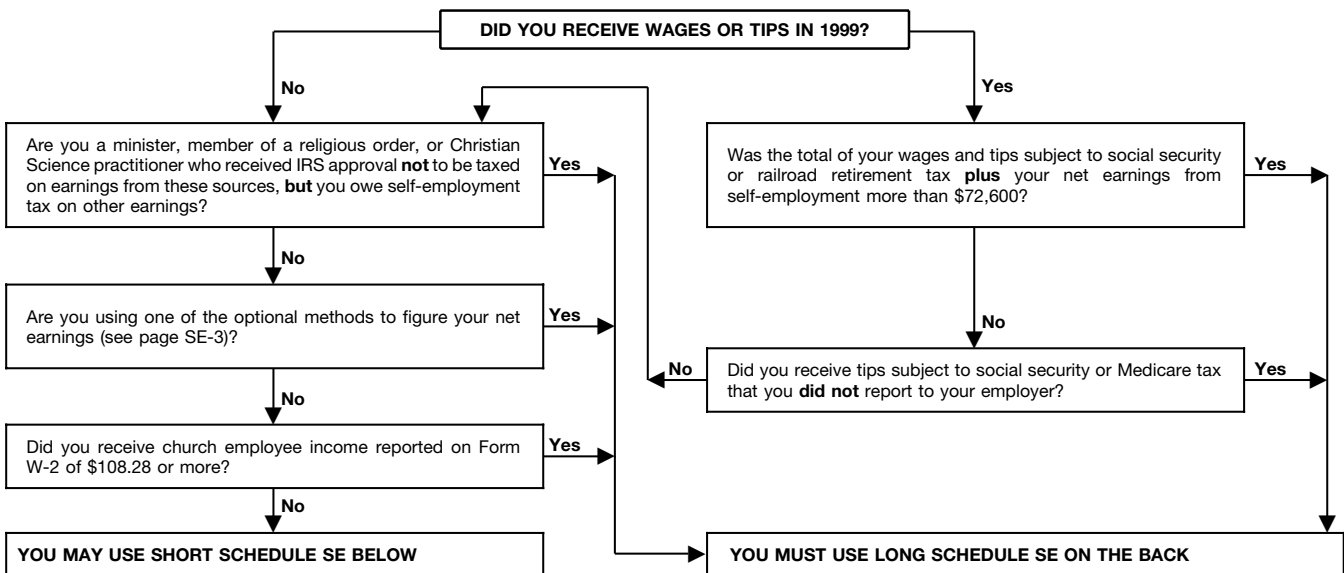 DID YOU RECEIVE WAGES OR TIPS IN 1999?
No
Yes
Are you a minister, member of a religious order, or Christian
Science practitioner who received IRS approval not to be taxed
on earnings from these sources, but you owe self-employment
tax on other earnings?
Yes
Was the total of your wages and tips subject to social security
or railroad retirement tax plus your net earnings from
self-employment more than $72,600?
Yes
No
No
Are you using one of the optional methods to figure your net
earnings (see page SE-3)?
Yes
No
Did you receive tips subject to social security or Medicare tax
that you did not report to your employer?
Yes
No
Did you receive church employee income reported on Form
W-2 of $108.28 or more?
Yes
No
YOU MAY USE SHORT SCHEDULE SE BELOW
YOU MUST USE LONG SCHEDULE SE ON THE BACK